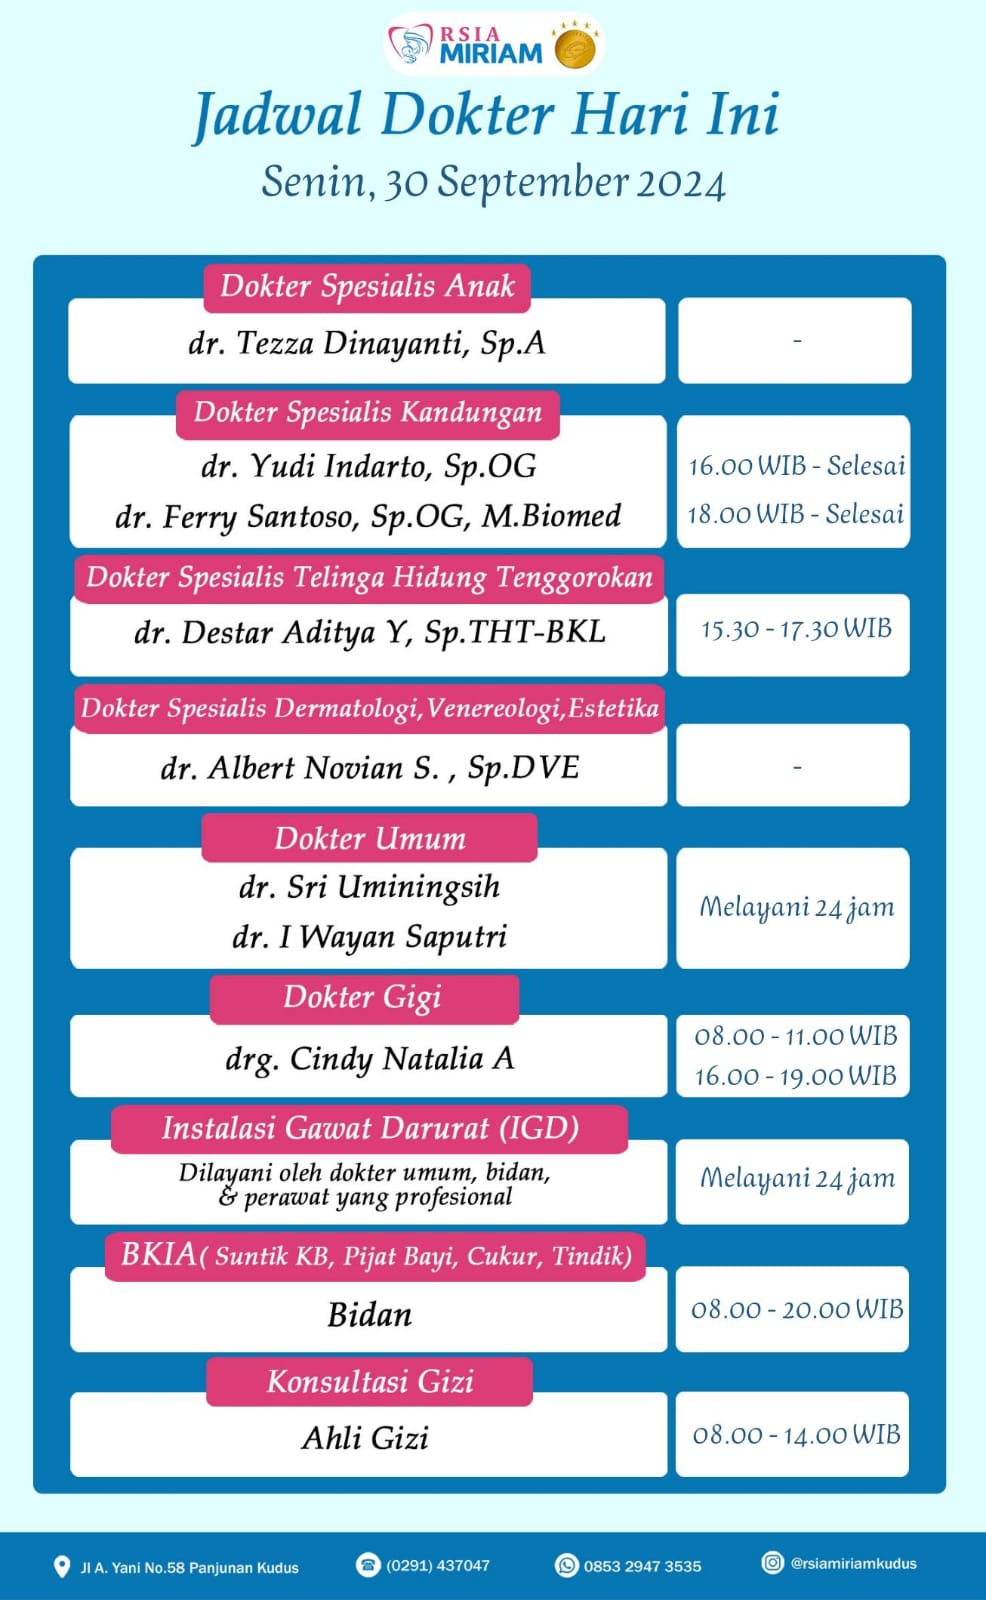 RSIA
MIRIAM
Jadwal Dokter Hari Ini
Senin, 30 September 2024
Dokter Spesialis Anak
dr. Tezza Dinayanti, Sp.A
-
Dokter Spesialis Kandungan
dr. Yudi Indarto, Sp.OG
16.00 WIB - Selesai
dr. Ferry Santoso, Sp.OG, M.Biomed
18.00 WIB - Selesai
Dokter Spesialis Telinga Hidung Tenggorokan
dr. Destar Aditya Y, Sp.THT-BKL
15.30 - 17.30 WIB
Dokter Spesialis Dermatologi,Venereologi,Estetika
dr. Albert Novian S. , Sp.DVE
-
Dokter Umum
dr. Sri Uminingsih
dr. I Wayan Saputri
Melayani 24 jam
Dokter Gigi
drg. Cindy Natalia A
08.00 - 11.00 WIB
16.00 - 19.00 WIB
Instalasi Gawat Darurat (IGD)
Dilayani oleh dokter umum, bidan,
& perawat yang profesional
Melayani 24 jam
BKIA( Suntik KB, Pijat Bayi, Cukur, Tindik)
Bidan
08.00 - 20.00 WIB
Konsultasi Gizi
Ahli Gizi
08.00 - 14.00 WIB
Jl A. Yani No.58 Panjunan Kudus
(0291) 437047
0853 2947 3535
@rsiamiriamkudus